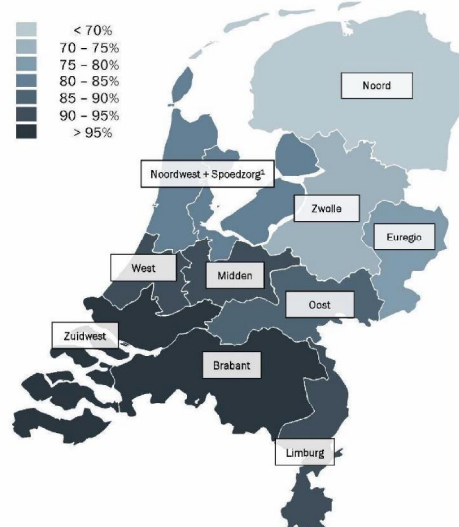 < 70%
70 – 75%
75 – 80%
80 – 85%
85 – 90%
90 – 95%
> 95%
Noord
Noordwest + Spoedzorg¹
Zwolle
Euregio
West
Midden
Oost
Zuidwest
Brabant
Limburg